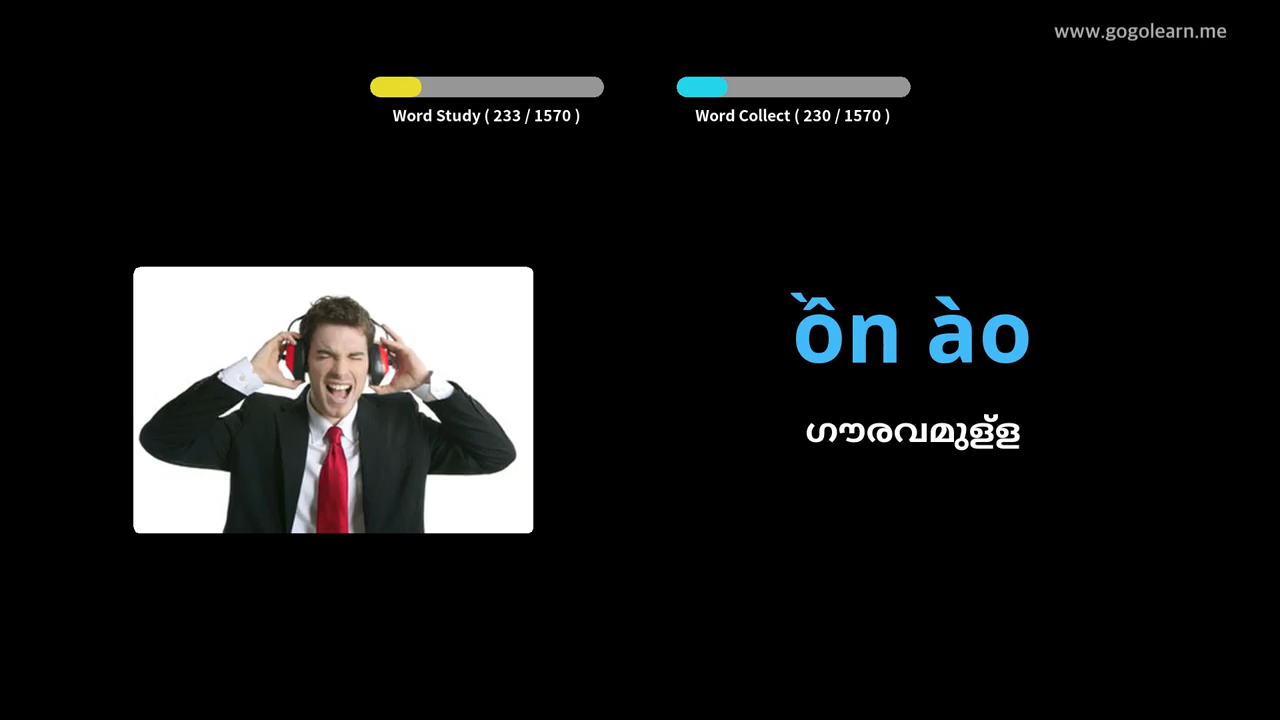 www.gogolearn.me
Word Study ( 233 / 1570 )
Word Collect ( 230 / 1570 )
ồn ào
ഗൗരവമുള്ള